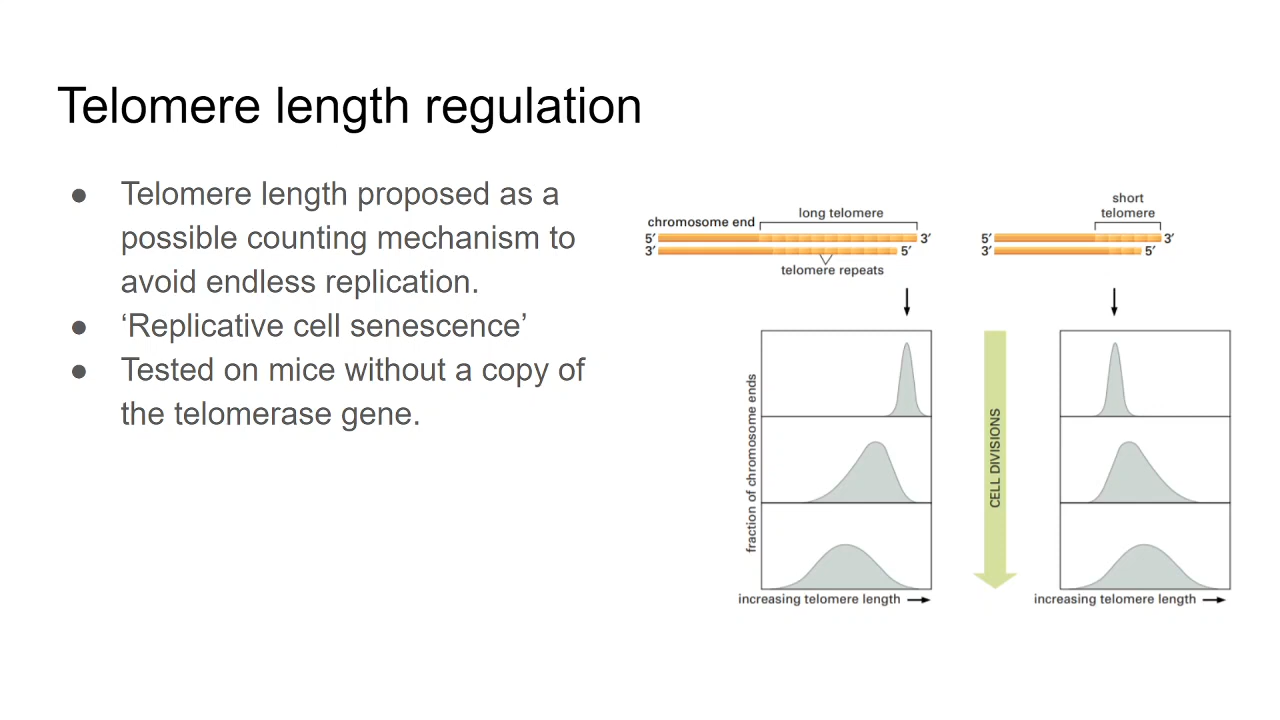 Telomere length regulation
● Telomere length proposed as a
possible counting mechanism to
avoid endless replication.
● ‘Replicative cell senescence’
● Tested on mice without a copy of
the telomerase gene.
chromosome end
long telomere
5′ 3′
3′ 5′
telomere repeats
short
telomere
5′ 3′
3′ 5′
fraction of chromosome ends
increasing telomere length
CELL DIVISIONS
increasing telomere length